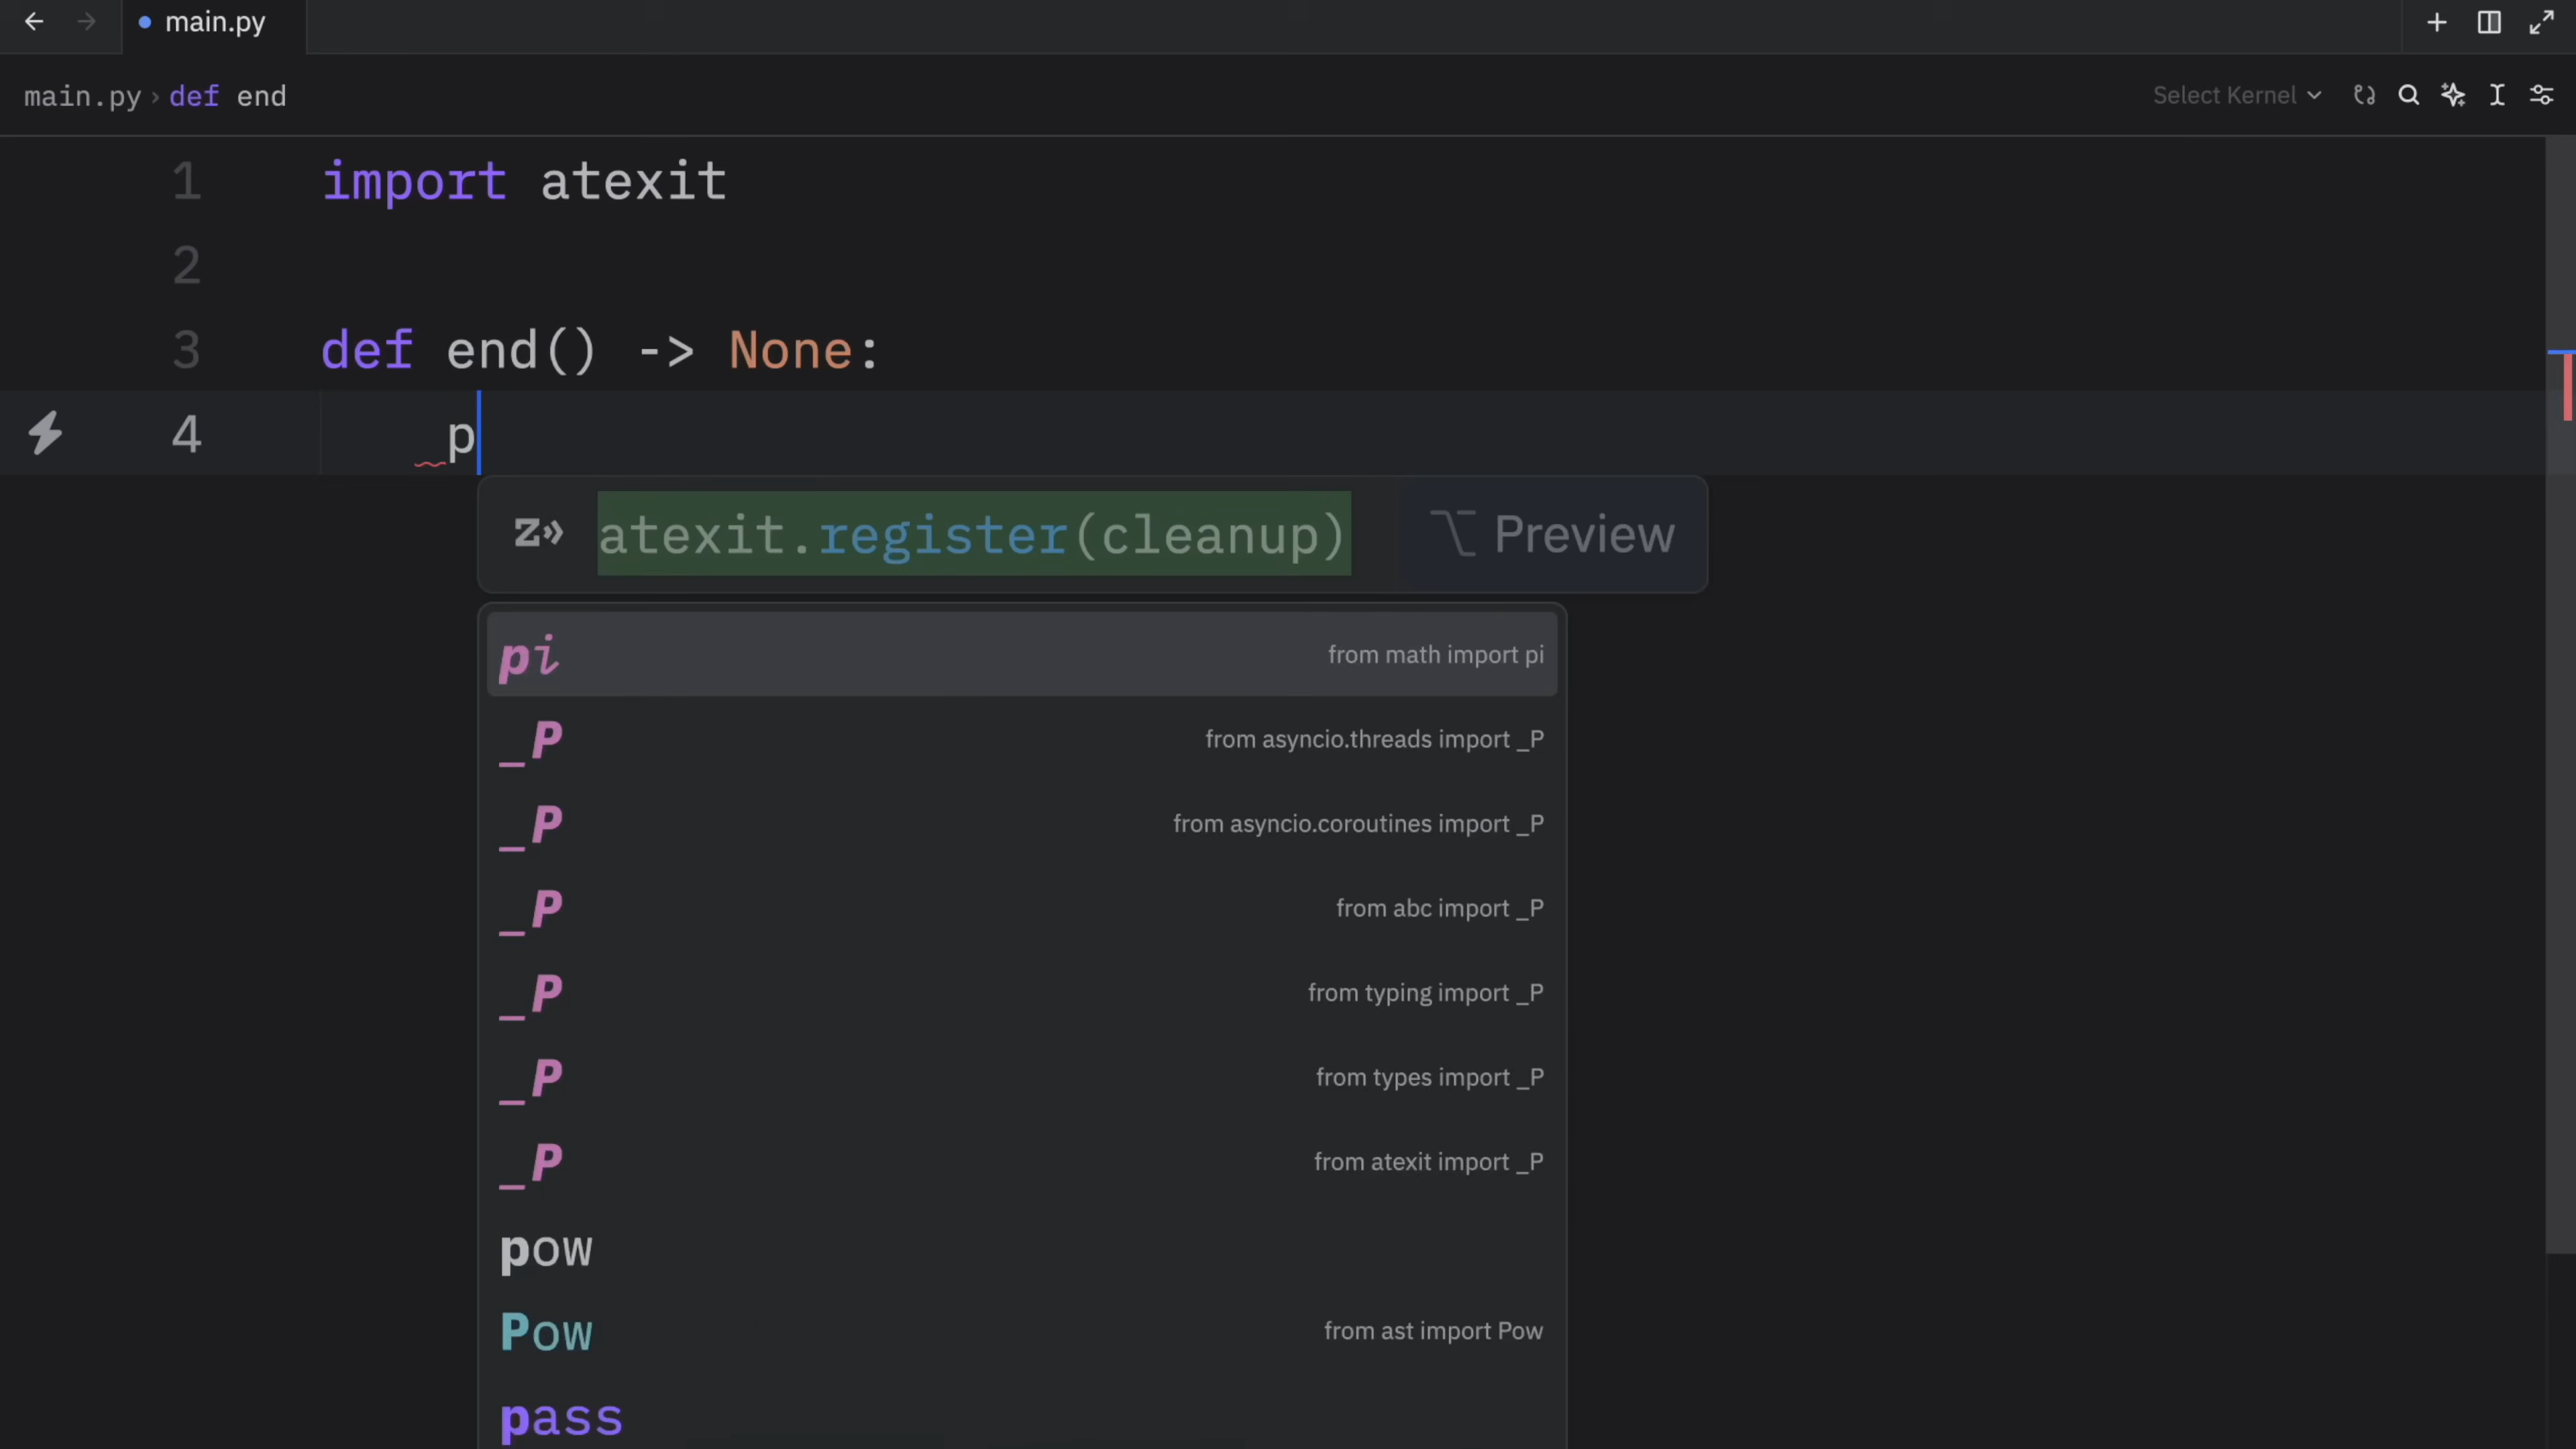 main.py
main.py › def end
Select Kernel
1 import atexit
2
3 def end() -> None:
4 p
atexit.register(cleanup) ⌥ Preview
pi from math import pi
_P from asyncio.threads import _P
_P from asyncio.coroutines import _P
_P from abc import _P
_P from typing import _P
_P from types import _P
_P from atexit import _P
pow
Pow from ast import Pow
pass